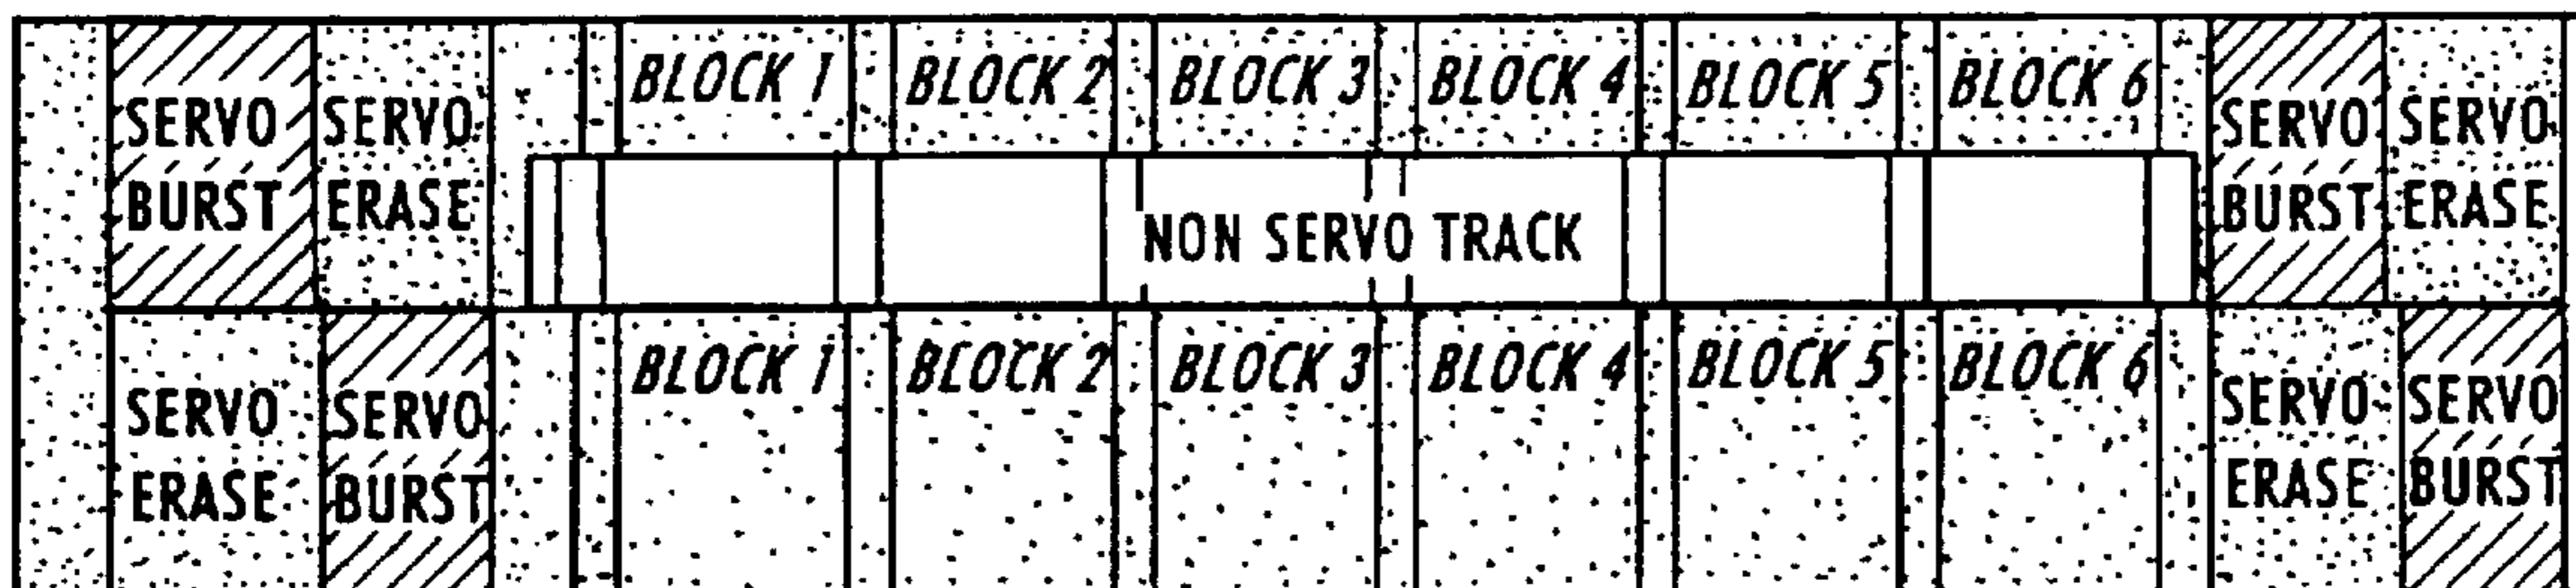 BLOCK 1 BLOCK 2 BLOCK 3 BLOCK 4 BLOCK 5 BLOCK 6
SERVO SERVO SERVO SERVO
BURST ERASE BURST ERASE
NON SERVO TRACK
BLOCK 1 BLOCK 2 BLOCK 3 BLOCK 4 BLOCK 5 BLOCK 6
SERVO SERVO SERVO SERVO
ERASE BURST ERASE BURST